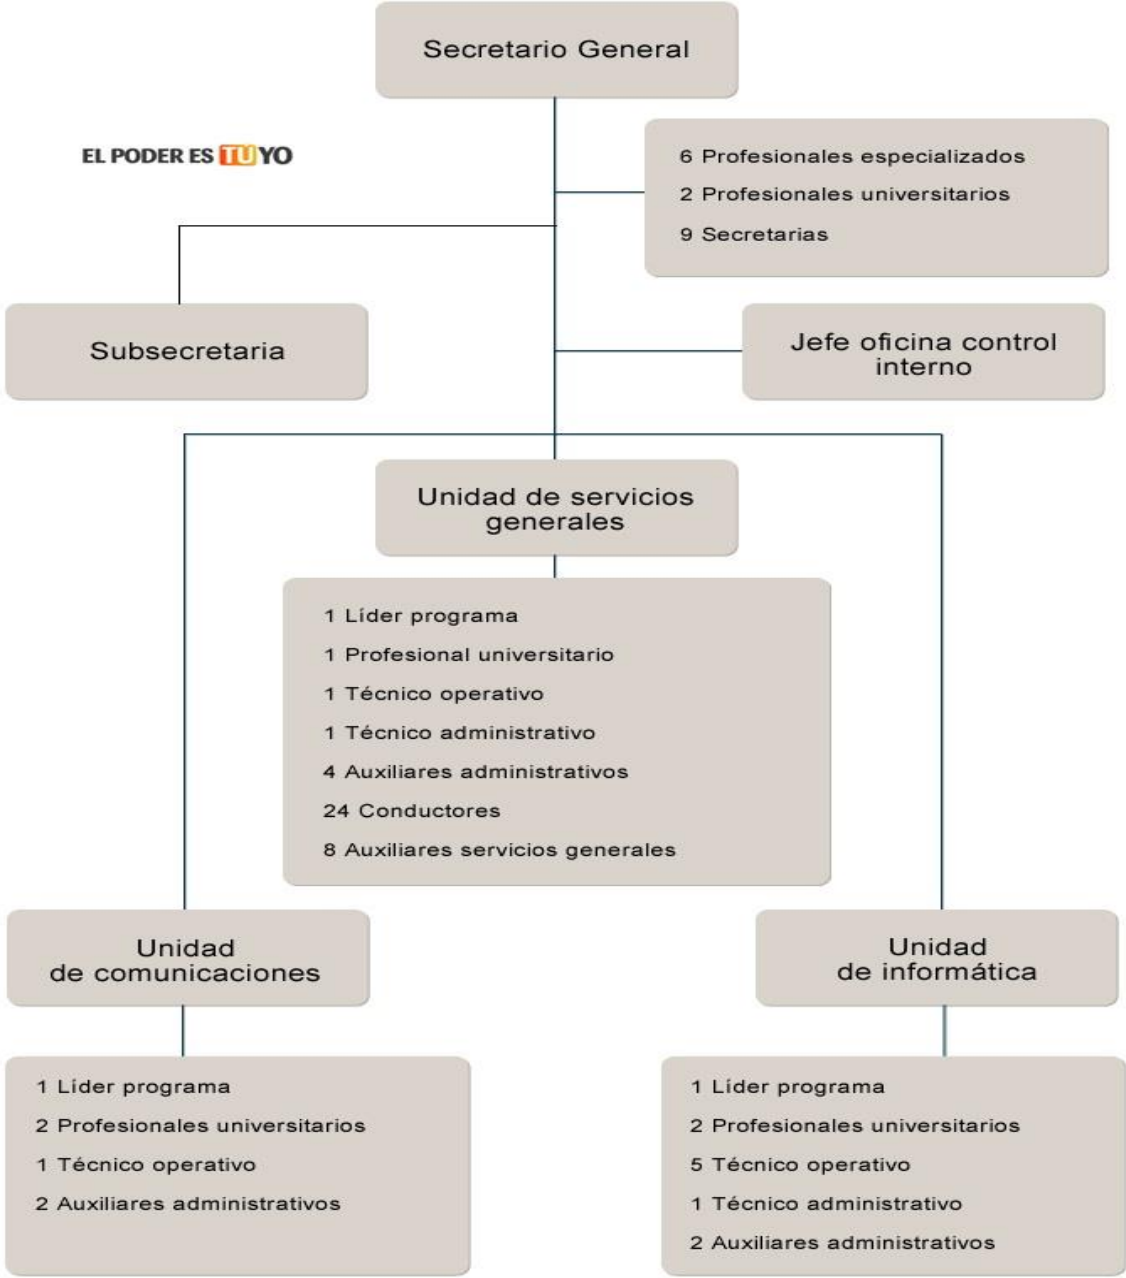 Secretario General
EL PODER ES TUYO
6 Profesionales especializados
2 Profesionales universitarios
9 Secretarias
Subsecretaria
Jefe oficina control
interno
Unidad de servicios
generales
1 Líder programa
1 Profesional universitario
1 Técnico operativo
1 Técnico administrativo
4 Auxiliares administrativos
24 Conductores
8 Auxiliares servicios generales
Unidad
de comunicaciones
1 Líder programa
2 Profesionales universitarios
1 Técnico operativo
2 Auxiliares administrativos
Unidad
de informática
1 Líder programa
2 Profesionales universitarios
5 Técnico operativo
1 Técnico administrativo
2 Auxiliares administrativos